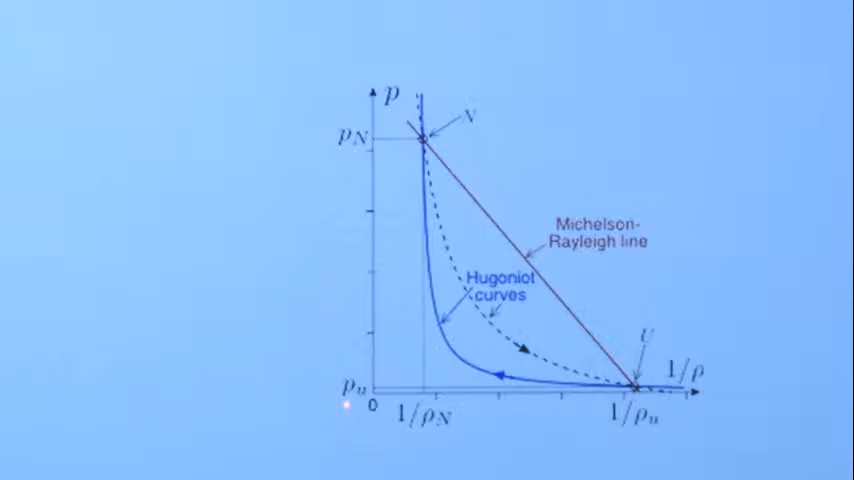 p
N
p_N
Michelson-
Rayleigh line
Hugoniot
curves
U
1/ρ
p_u
0
1/ρ_N
1/ρ_u